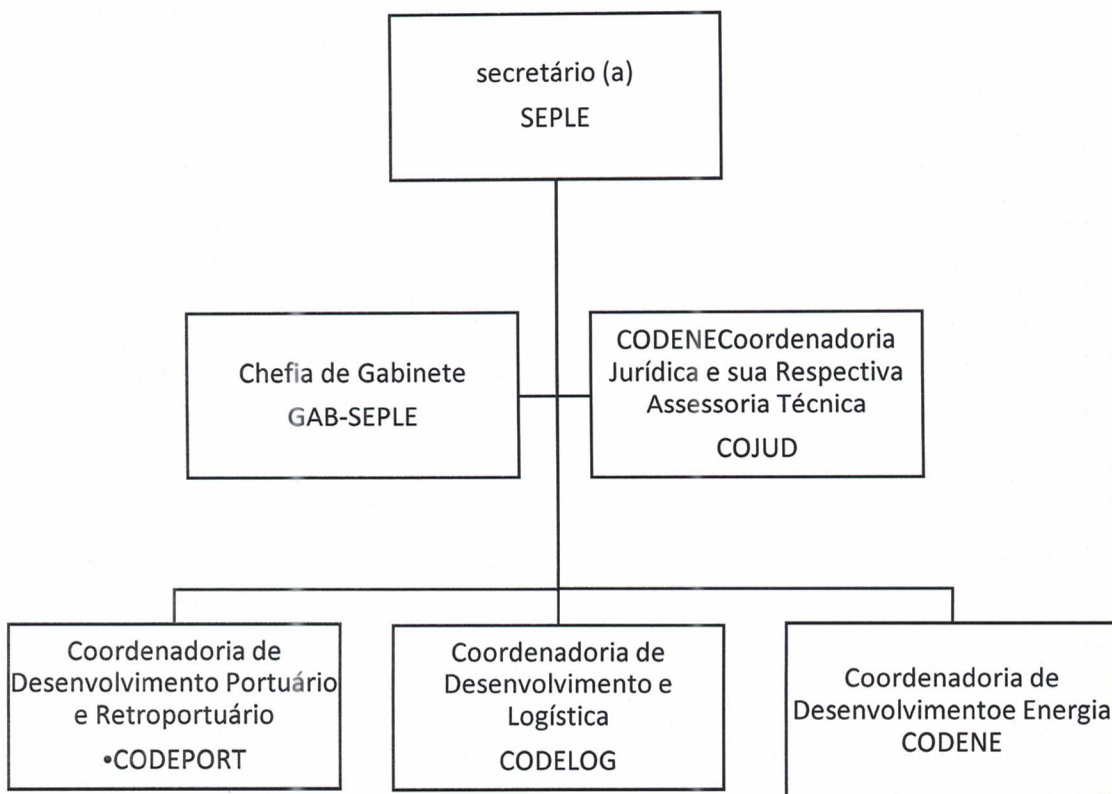 secretário (a)
SEPLE
Chefia de Gabinete
GAB-SEPLE
CODENECoordenadoria
Jurídica e sua Respectiva
Assessoria Técnica
COJUD
Coordenadoria de
Desenvolvimento Portuário
e Retroportuário
•CODEPORT
Coordenadoria de
Desenvolvimento e
Logística
CODELOG
Coordenadoria de
Desenvolvimentoe Energia
CODENE